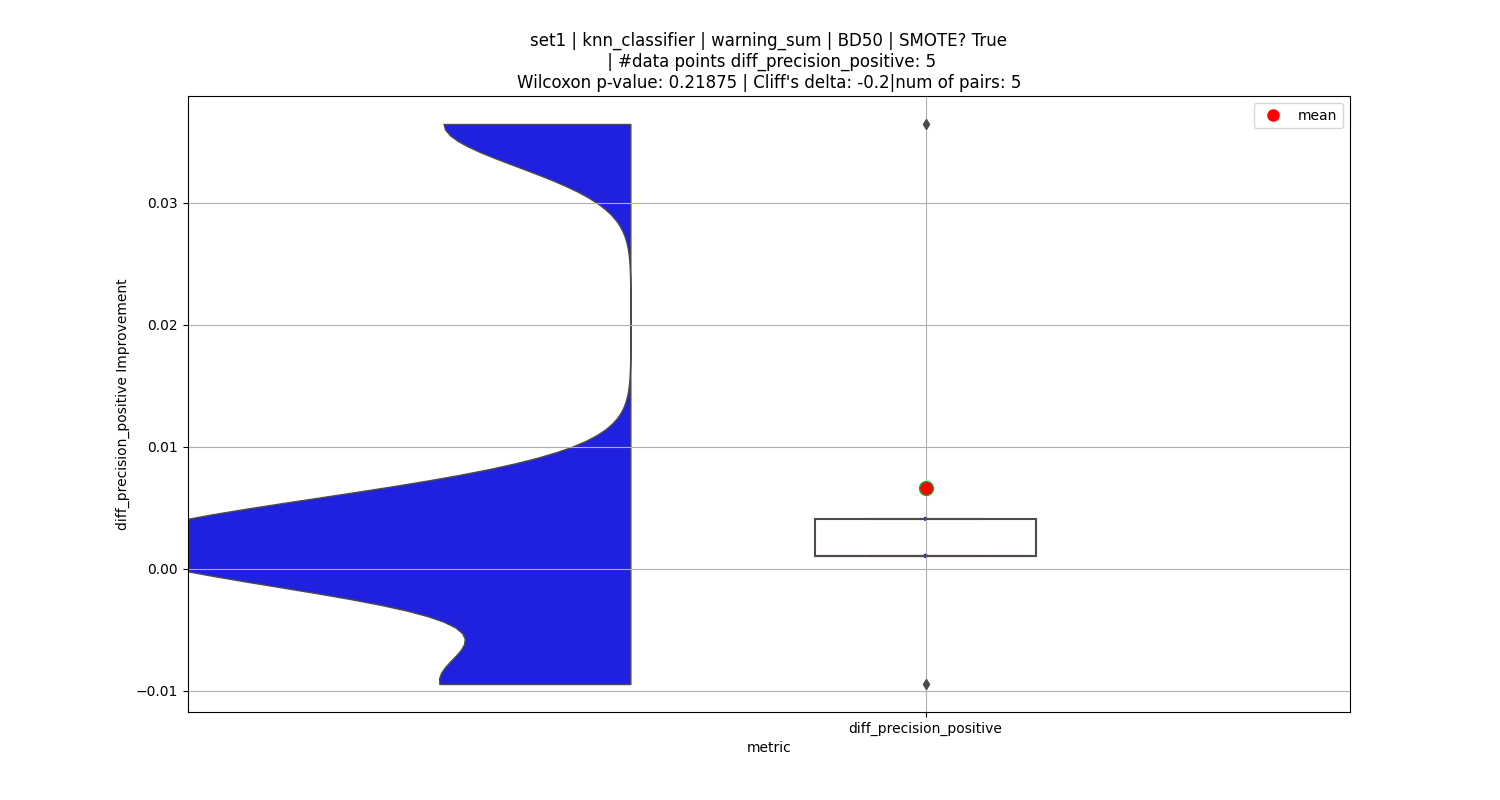 set1 | knn_classifier | warning_sum | BD50 | SMOTE? True
| #data points diff_precision_positive: 5
Wilcoxon p-value: 0.21875 | Cliff's delta: -0.2|num of pairs: 5
mean
0.03
0.02
0.01
0.00
−0.01
diff_precision_positive Improvement
diff_precision_positive
metric